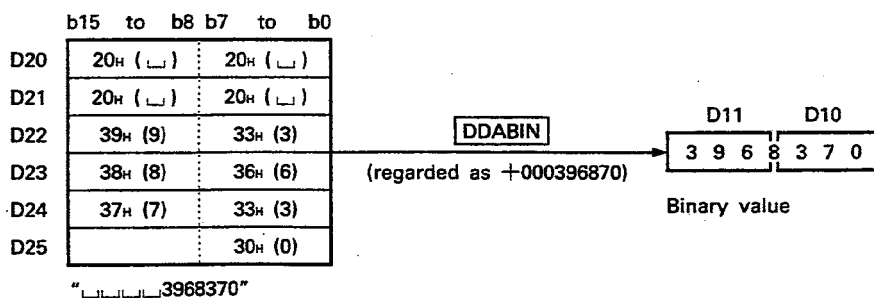 b15 to b8 b7 to b0
D20 20H (␣) 20H (␣)
D21 20H (␣) 20H (␣)
D22 39H (9) 33H (3)
D23 38H (8) 36H (6)
D24 37H (7) 33H (3)
D25 30H (0)
"␣␣␣␣3968370"
DDABIN
(regarded as +000396870)
D11 D10
3 9 6 8 3 7 0
Binary value